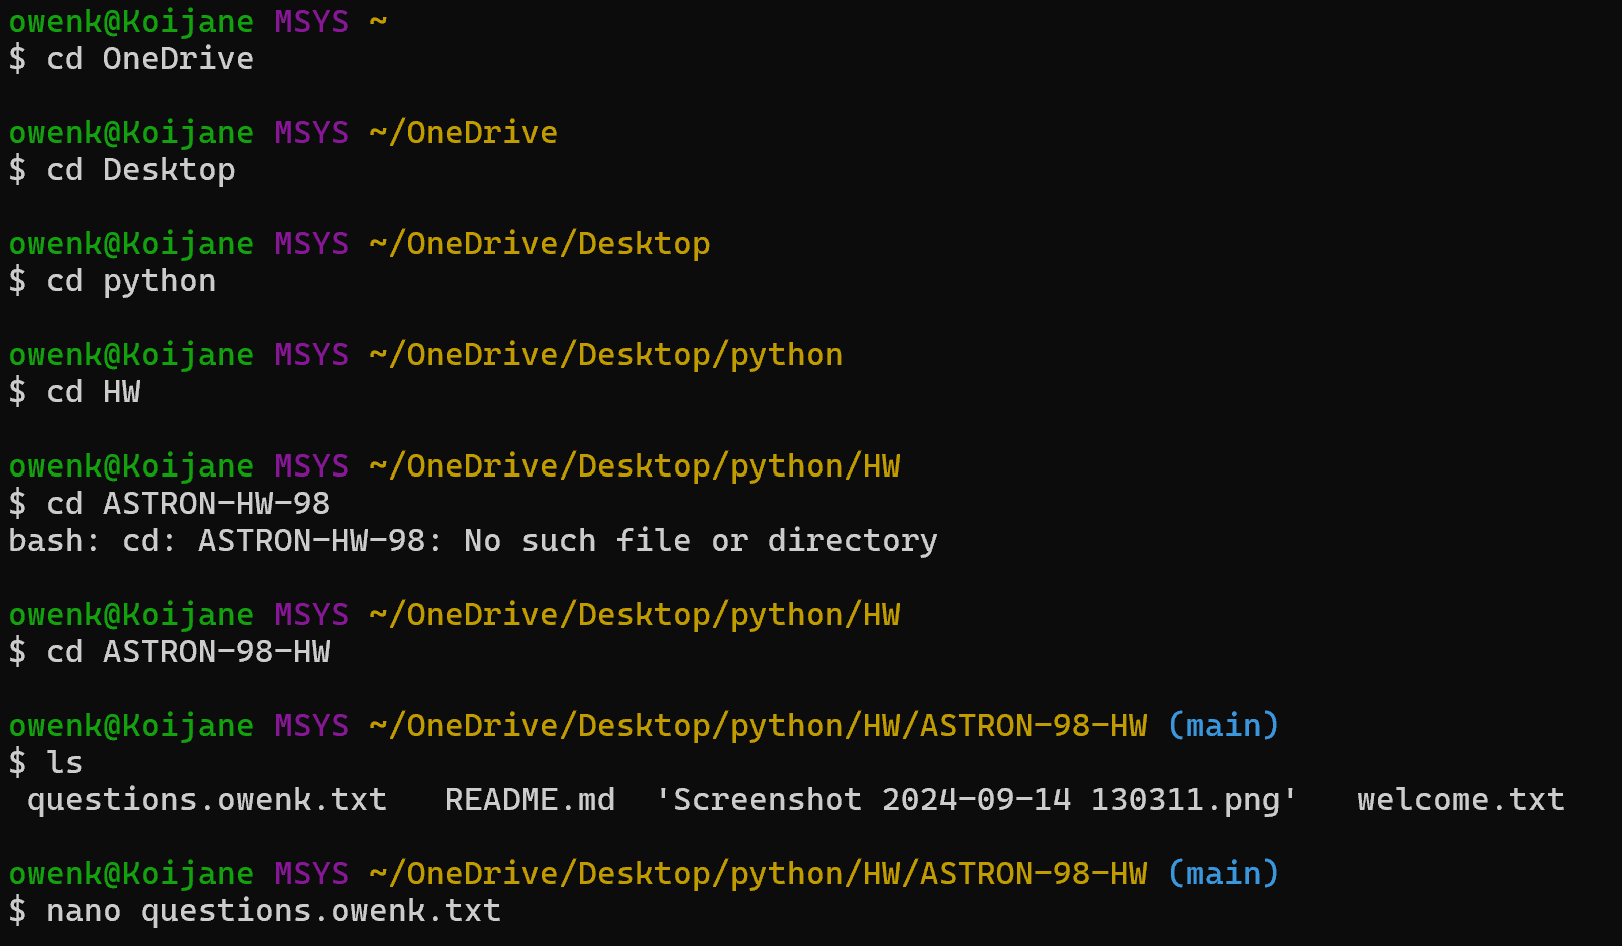 owenk@Koijane MSYS ~
$ cd OneDrive
owenk@Koijane MSYS ~/OneDrive
$ cd Desktop
owenk@Koijane MSYS ~/OneDrive/Desktop
$ cd python
owenk@Koijane MSYS ~/OneDrive/Desktop/python
$ cd HW
owenk@Koijane MSYS ~/OneDrive/Desktop/python/HW
$ cd ASTRON-HW-98
bash: cd: ASTRON-HW-98: No such file or directory
owenk@Koijane MSYS ~/OneDrive/Desktop/python/HW
$ cd ASTRON-98-HW
owenk@Koijane MSYS ~/OneDrive/Desktop/python/HW/ASTRON-98-HW (main)
$ ls
questions.owenk.txt   README.md  'Screenshot 2024-09-14 130311.png'   welcome.txt
owenk@Koijane MSYS ~/OneDrive/Desktop/python/HW/ASTRON-98-HW (main)
$ nano questions.owenk.txt